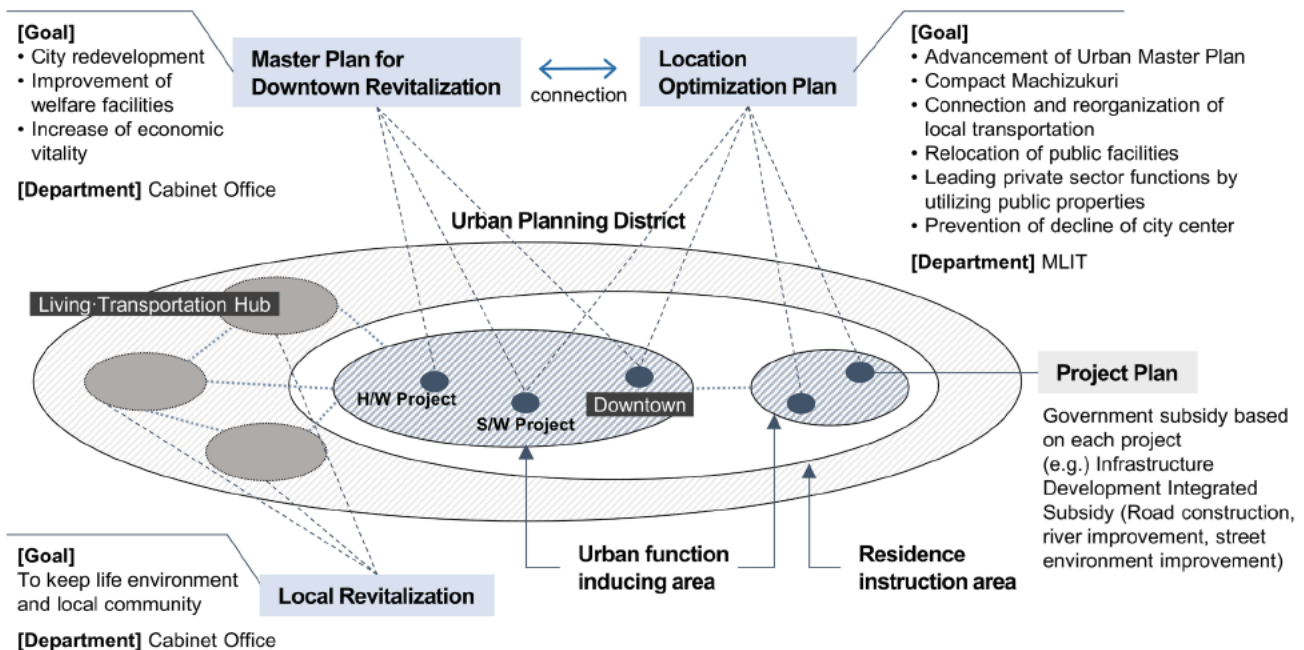 [Goal]
• City redevelopment
• Improvement of
welfare facilities
• Increase of economic
vitality
[Department] Cabinet Office
Master Plan for
Downtown Revitalization
connection
Location
Optimization Plan
[Goal]
• Advancement of Urban Master Plan
• Compact Machizukuri
• Connection and reorganization of
local transportation
• Relocation of public facilities
• Leading private sector functions by
utilizing public properties
• Prevention of decline of city center
[Department] MLIT
Urban Planning District
Living·Transportation Hub
H/W Project
S/W Project
Downtown
Project Plan
Government subsidy based
on each project
(e.g.) Infrastructure
Development Integrated
Subsidy (Road construction,
river improvement, street
environment improvement)
Urban function
inducing area
Residence
instruction area
[Goal]
To keep life environment
and local community
[Department] Cabinet Office
Local Revitalization